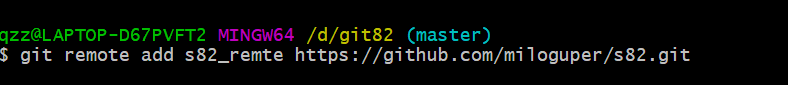 qzz@LAPTOP-D67PVFT2 MINGW64 /d/git82 (master)
$ git remote add s82_remte https://github.com/miloguper/s82.git